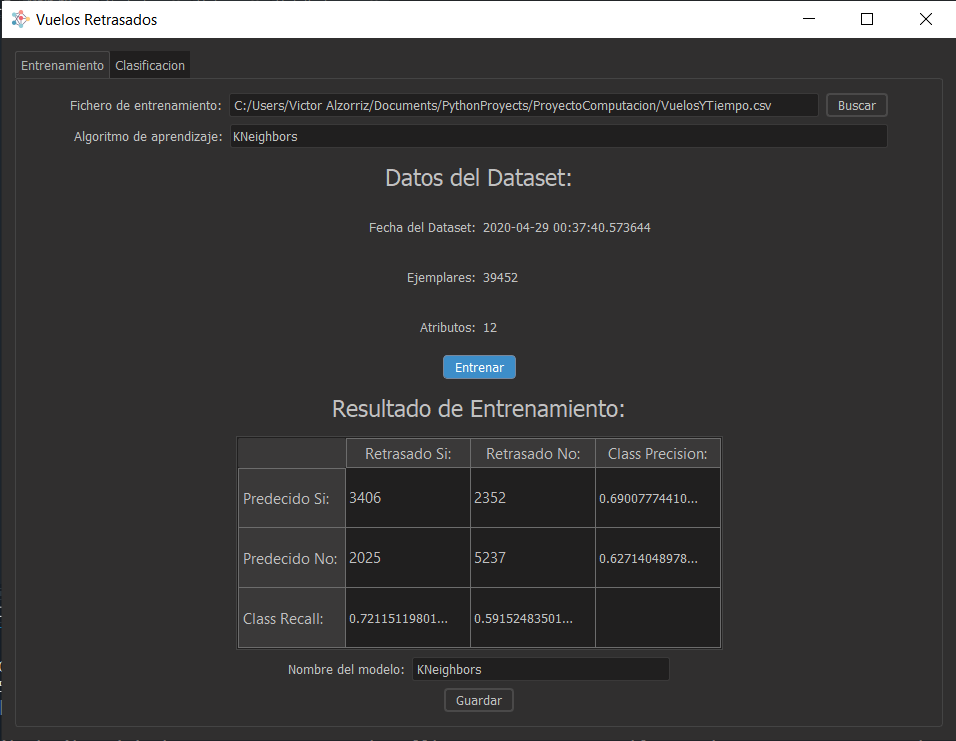 Vuelos Retrasados
Entrenamiento Clasificacion
Fichero de entrenamiento: C:/Users/Victor Alzorriz/Documents/PythonProyects/ProyectoComputacion/VuelosYTiempo.csv Buscar
Algoritmo de aprendizaje: KNeighbors
Datos del Dataset:
Fecha del Dataset: 2020-04-29 00:37:40.573644
Ejemplares: 39452
Atributos: 12
Entrenar
Resultado de Entrenamiento:
Retrasado Si: Retrasado No: Class Precision:
Predecido Si: 3406 2352 0.69007774410...
Predecido No: 2025 5237 0.62714048978...
Class Recall: 0.72115119801... 0.59152483501...
Nombre del modelo: KNeighbors
Guardar